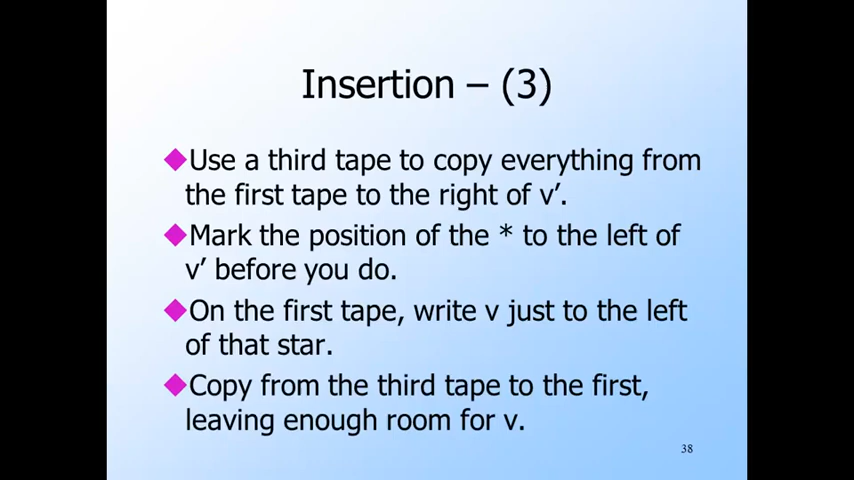 Insertion – (3)
Use a third tape to copy everything from
the first tape to the right of v’.
Mark the position of the * to the left of
v’ before you do.
On the first tape, write v just to the left
of that star.
Copy from the third tape to the first,
leaving enough room for v.
38